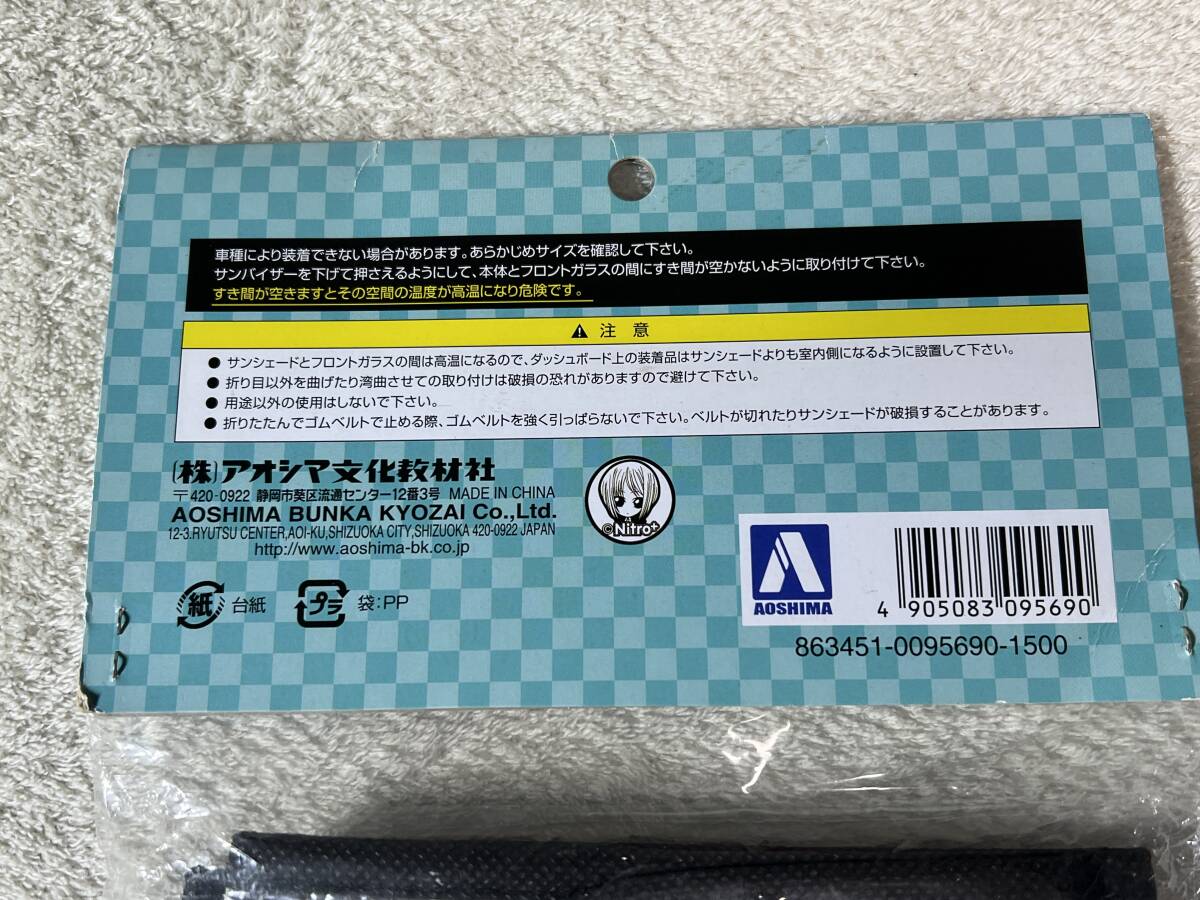 車種により装着できない場合があります。あらかじめサイズを確認して下さい。
サンバイザーを下げて押さえるようにして、本体とフロントガラスの間にすき間が空かないように取り付けて下さい。
すき間が空きますとその空間の温度が高温になり危険です。
注 意
● サンシェードとフロントガラスの間は高温になるので、ダッシュボード上の装着品はサンシェードよりも室内側になるように設置して下さい。
● 折り目以外を曲げたり湾曲させての取り付けは破損の恐れがありますので避けて下さい。
● 用途以外の使用はしないで下さい。
● 折りたたんでゴムベルトで止める際、ゴムベルトを強く引っぱらないで下さい。ベルトが切れたりサンシェードが破損することがあります。
(株)アオシマ文化教材社
〒420-0922 静岡市葵区流通センター12番3号 MADE IN CHINA
AOSHIMA BUNKA KYOZAI Co.,Ltd.
12-3.RYUTSU CENTER,AOI-KU,SHIZUOKA CITY,SHIZUOKA 420-0922 JAPAN
http://www.aoshima-bk.co.jp
©Nitro+
紙 台紙
プラ 袋:PP
AOSHIMA
4 905083 095690
863451-0095690-1500